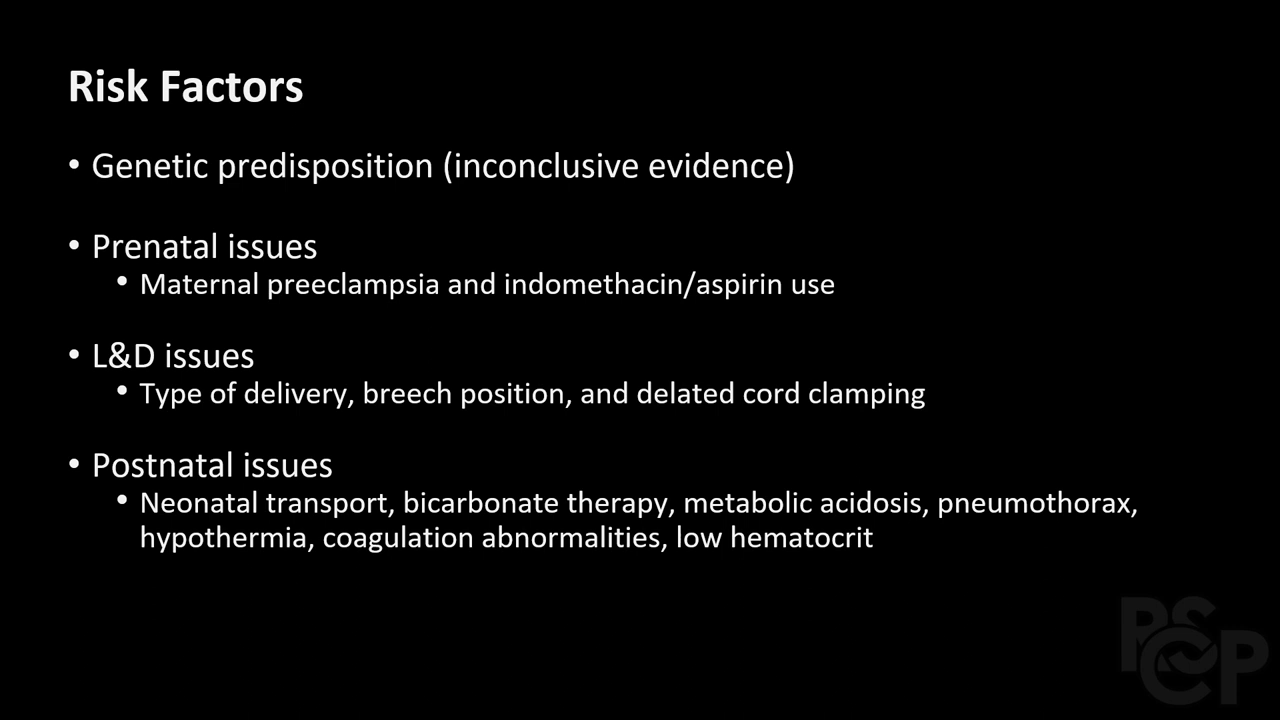 Risk Factors
• Genetic predisposition (inconclusive evidence)
• Prenatal issues
• Maternal preeclampsia and indomethacin/aspirin use
• L&D issues
• Type of delivery, breech position, and delated cord clamping
• Postnatal issues
• Neonatal transport, bicarbonate therapy, metabolic acidosis, pneumothorax,
hypothermia, coagulation abnormalities, low hematocrit
PSCP